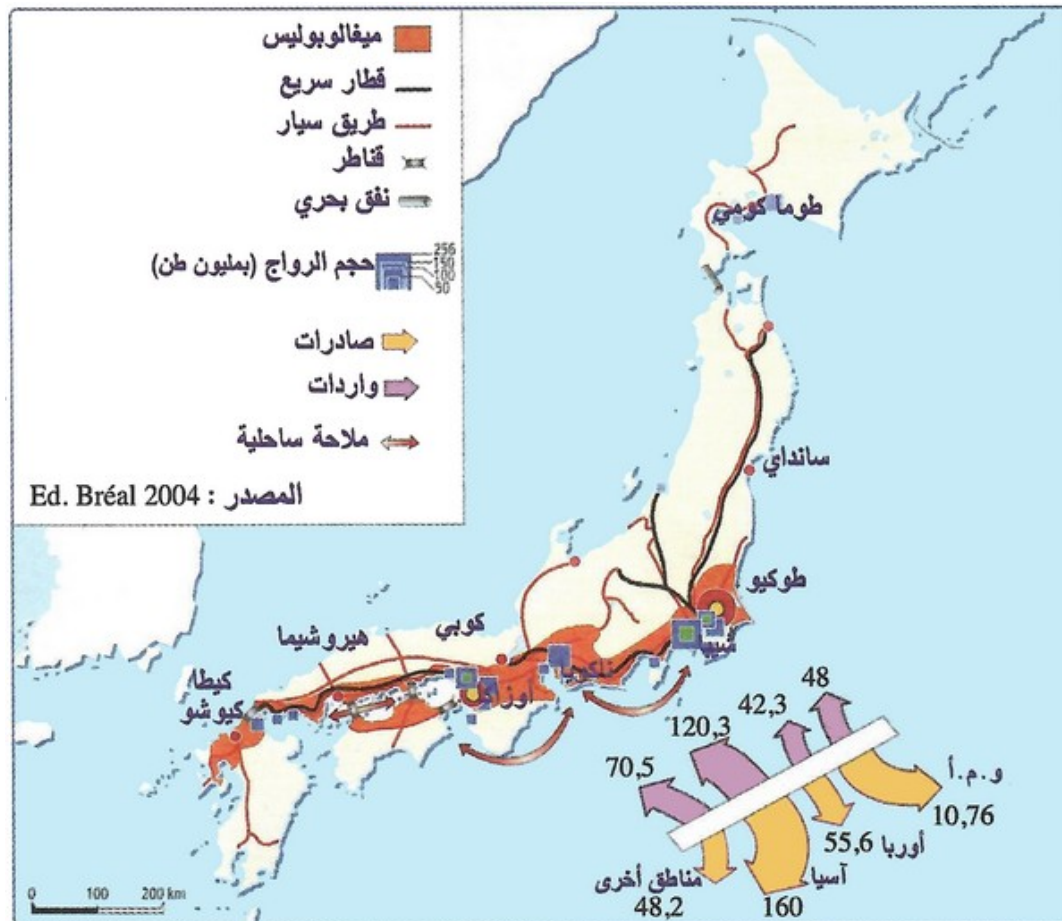 ميغالوبوليس
قطار سريع
طريق سيار
قناطر
نفق بحري
حجم الرواج (بمليون طن)
256
150
100
50
صادرات
واردات
ملاحة ساحلية
المصدر : Ed. Bréal 2004
طوما كومي
سانداي
طوكيو
شيبا
ناكويا
كوبي
أوزاكا
هيروشيما
كيطا
كيوشو
48
42,3
120,3
70,5
و.م.أ
10,76
أوربا 55,6
آسيا
160
مناطق أخرى
48,2
0 100 200 km